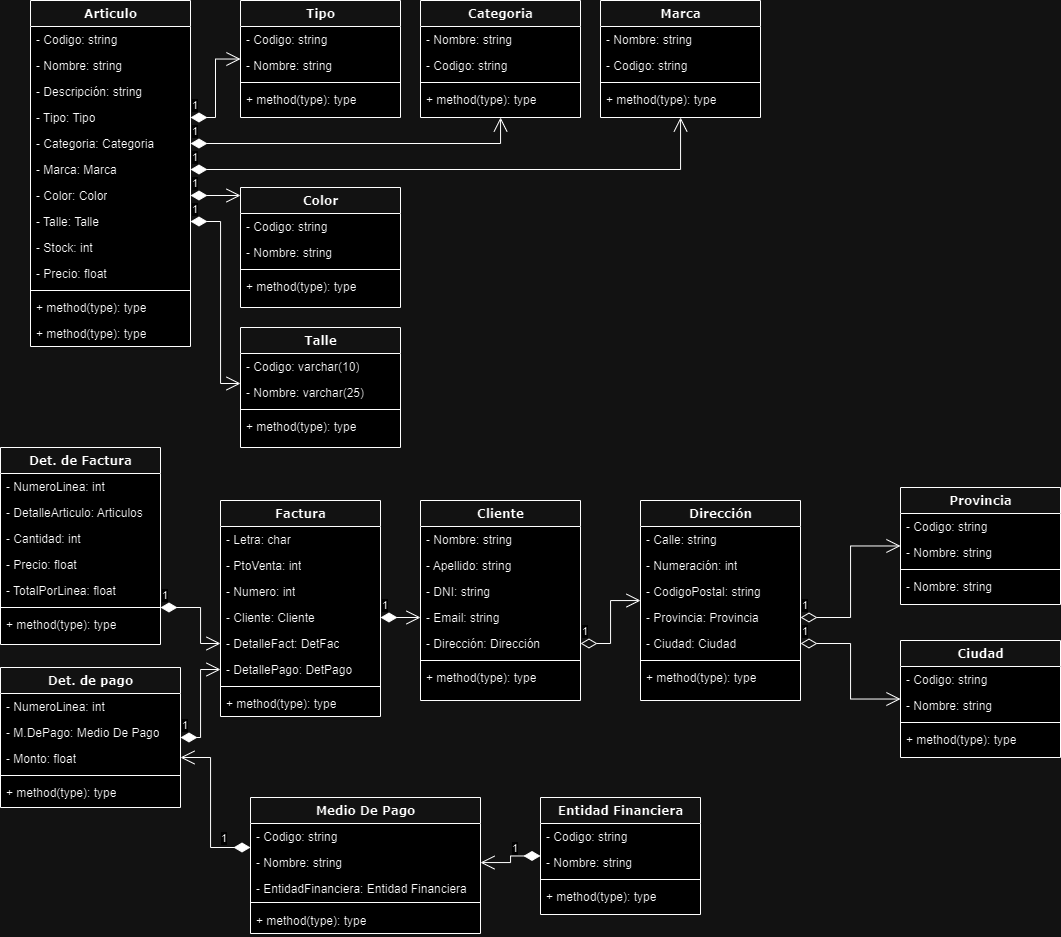 Articulo
- Codigo: string
- Nombre: string
- Descripción: string
- Tipo: Tipo
- Categoria: Categoria
- Marca: Marca
- Color: Color
- Talle: Talle
- Stock: int
- Precio: float
+ method(type): type
+ method(type): type
1
1
1
1
1
Tipo
- Codigo: string
- Nombre: string
+ method(type): type
Categoria
- Nombre: string
- Codigo: string
+ method(type): type
Marca
- Nombre: string
- Codigo: string
+ method(type): type
Color
- Codigo: string
- Nombre: string
+ method(type): type
Talle
- Codigo: varchar(10)
- Nombre: varchar(25)
+ method(type): type
Det. de Factura
- NumeroLinea: int
- DetalleArticulo: Articulos
- Cantidad: int
- Precio: float
- TotalPorLinea: float
+ method(type): type
1
Factura
- Letra: char
- PtoVenta: int
- Numero: int
- Cliente: Cliente
- DetalleFact: DetFac
- DetallePago: DetPago
+ method(type): type
1
Cliente
- Nombre: string
- Apellido: string
- DNI: string
- Email: string
- Dirección: Dirección
+ method(type): type
1
Dirección
- Calle: string
- Numeración: int
- CodigoPostal: string
- Provincia: Provincia
- Ciudad: Ciudad
+ method(type): type
1
1
Provincia
- Codigo: string
- Nombre: string
- Nombre: string
Ciudad
- Codigo: string
- Nombre: string
+ method(type): type
Det. de pago
- NumeroLinea: int
- M.DePago: Medio De Pago
- Monto: float
+ method(type): type
1
1
Medio De Pago
- Codigo: string
- Nombre: string
- EntidadFinanciera: Entidad Financiera
+ method(type): type
1
Entidad Financiera
- Codigo: string
- Nombre: string
+ method(type): type